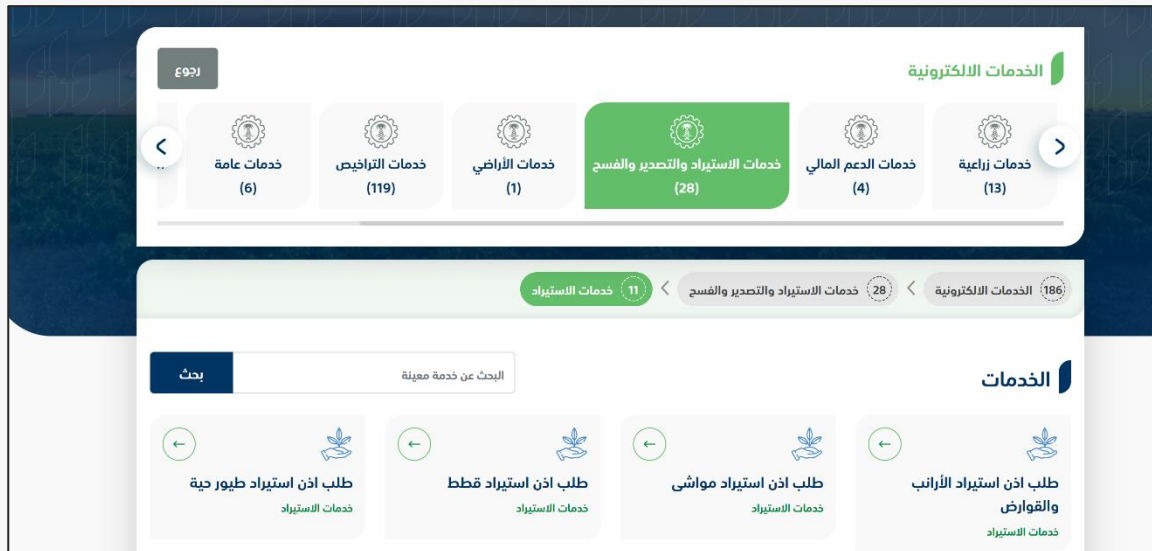 الخدمات الالكترونية
رجوع
خدمات زراعية
(13)
خدمات الدعم المالي
(4)
خدمات الاستيراد والتصدير والفسح
(28)
خدمات الأراضي
(1)
خدمات التراخيص
(119)
خدمات عامة
(6)
186 الخدمات الالكترونية > 28 خدمات الاستيراد والتصدير والفسح > 11 خدمات الاستيراد
الخدمات
البحث عن خدمة معينة
بحث
طلب اذن استيراد الأرانب
والقوارض
خدمات الاستيراد
طلب اذن استيراد مواشى
خدمات الاستيراد
طلب اذن استيراد قطط
خدمات الاستيراد
طلب اذن استيراد طيور حية
خدمات الاستيراد